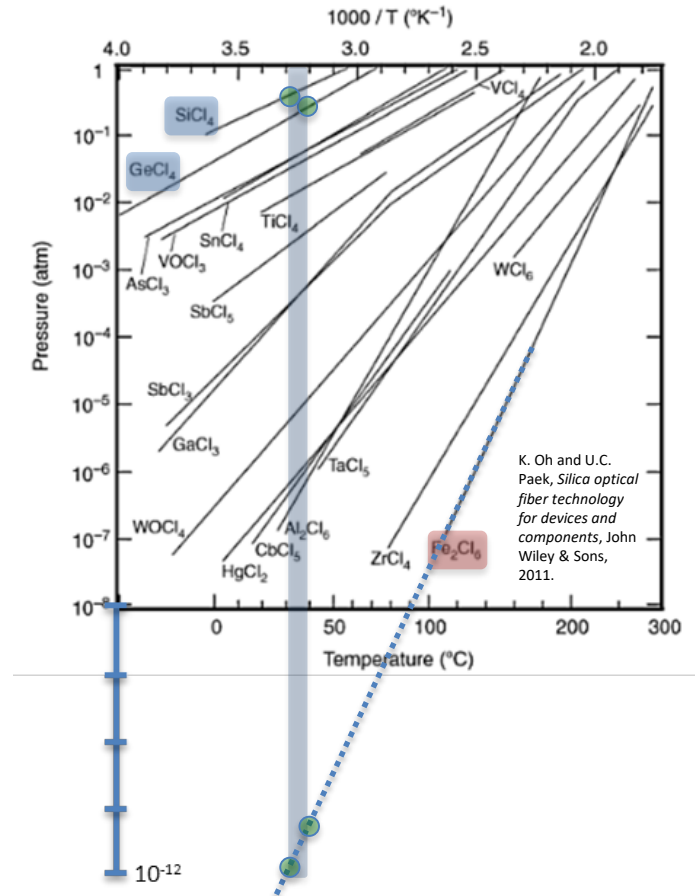 1000 / T (°K⁻¹)
4.0 3.5 3.0 2.5 2.0
1
10⁻¹
10⁻²
10⁻³
10⁻⁴
10⁻⁵
10⁻⁶
10⁻⁷
10⁻⁸
Pressure (atm)
SiCl₄
GeCl₄
VCl₄
TiCl₄
SnCl₄
VOCl₃
AsCl₃
SbCl₅
WCl₆
SbCl₃
GaCl₃
TaCl₅
WOCl₄
Al₂Cl₆
CbCl₅
HgCl₂
ZrCl₄
Fe₂Cl₆
K. Oh and U.C.
Paek, Silica optical
fiber technology
for devices and
components, John
Wiley & Sons,
2011.
0 50 100 200 300
Temperature (°C)
10⁻¹²